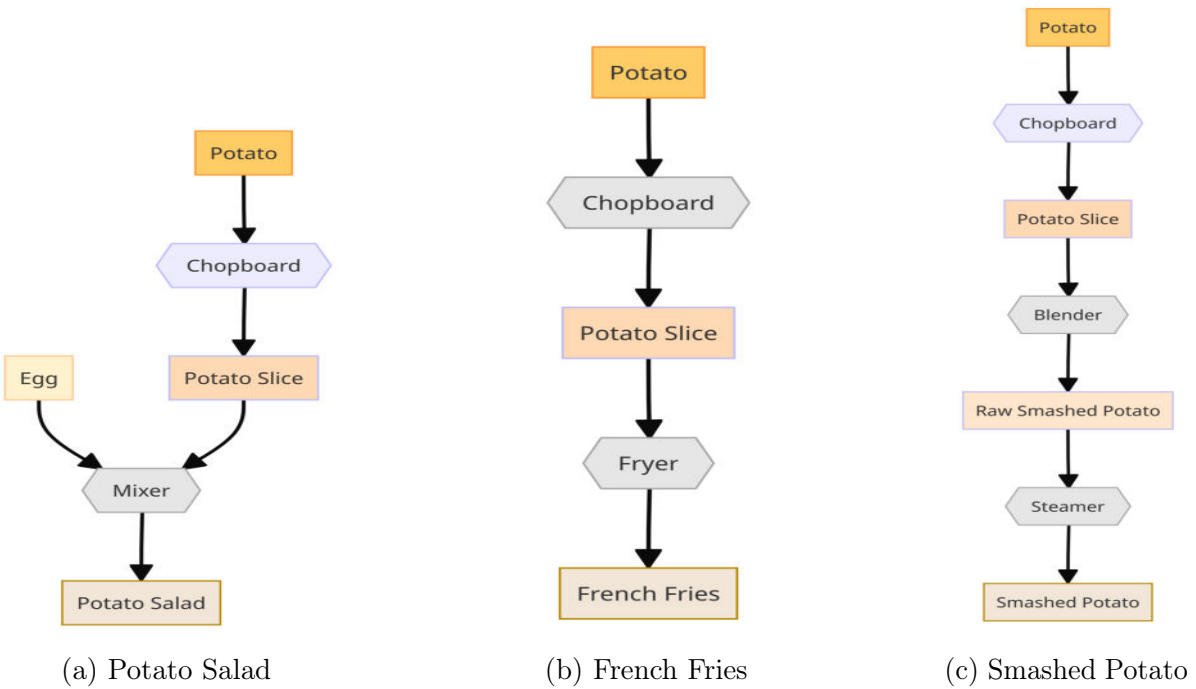 Potato
Chopboard
Egg
Potato Slice
Mixer
Potato Salad
(a) Potato Salad
Potato
Chopboard
Potato Slice
Fryer
French Fries
(b) French Fries
Potato
Chopboard
Potato Slice
Blender
Raw Smashed Potato
Steamer
Smashed Potato
(c) Smashed Potato